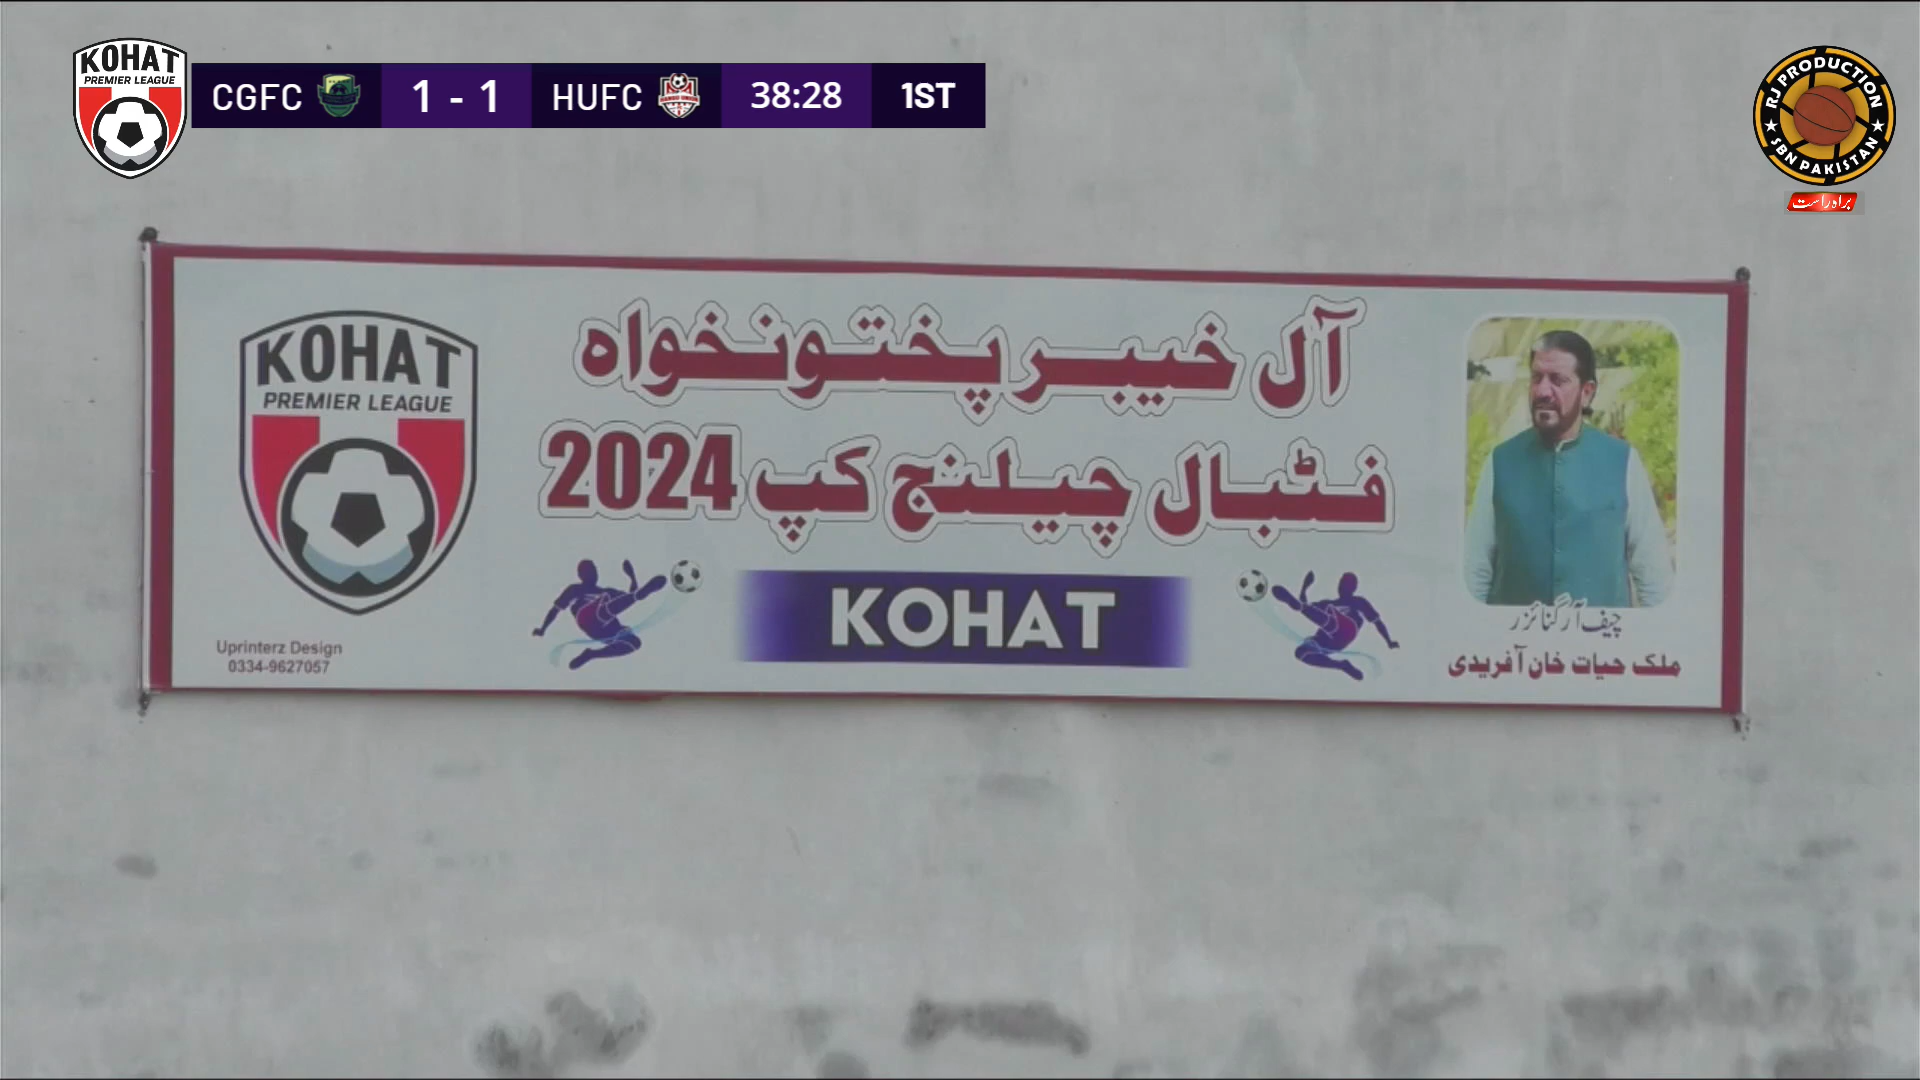 KOHAT
PREMIER LEAGUE
CGFC 1 - 1 HUFC 38:28 1ST
RJ PRODUCTION
SBN PAKISTAN
براہ راست
KOHAT
PREMIER LEAGUE
آل خیبر پختونخواہ
فٹبال چیلنج کپ 2024
KOHAT
Uprinterz Design
0334-9627057
چیف آرگنائزر
ملک حیات خان آفریدی